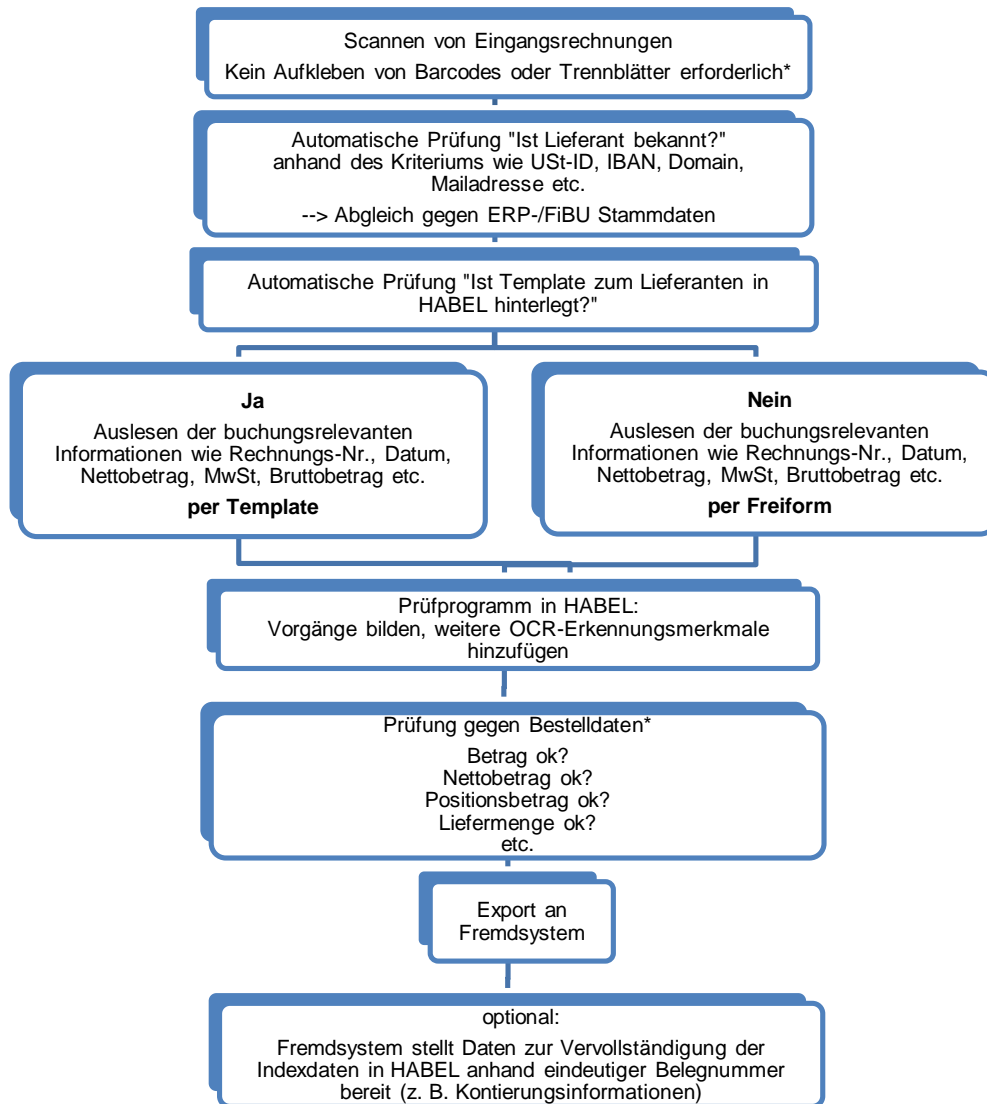 Scannen von Eingangsrechnungen
Kein Aufkleben von Barcodes oder Trennblätter erforderlich*
Automatische Prüfung "Ist Lieferant bekannt?"
anhand des Kriteriums wie USt-ID, IBAN, Domain,
Mailadresse etc.
--> Abgleich gegen ERP-/FiBU Stammdaten
Automatische Prüfung "Ist Template zum Lieferanten in
HABEL hinterlegt?"
Ja
Auslesen der buchungsrelevanten
Informationen wie Rechnungs-Nr., Datum,
Nettobetrag, MwSt, Bruttobetrag etc.
per Template
Nein
Auslesen der buchungsrelevanten
Informationen wie Rechnungs-Nr., Datum,
Nettobetrag, MwSt, Bruttobetrag etc.
per Freiform
Prüfprogramm in HABEL:
Vorgänge bilden, weitere OCR-Erkennungsmerkmale
hinzufügen
Prüfung gegen Bestelldaten*
Betrag ok?
Nettobetrag ok?
Positionsbetrag ok?
Liefermenge ok?
etc.
Export an
Fremdsystem
optional:
Fremdsystem stellt Daten zur Vervollständigung der
Indexdaten in HABEL anhand eindeutiger Belegnummer
bereit (z. B. Kontierungsinformationen)